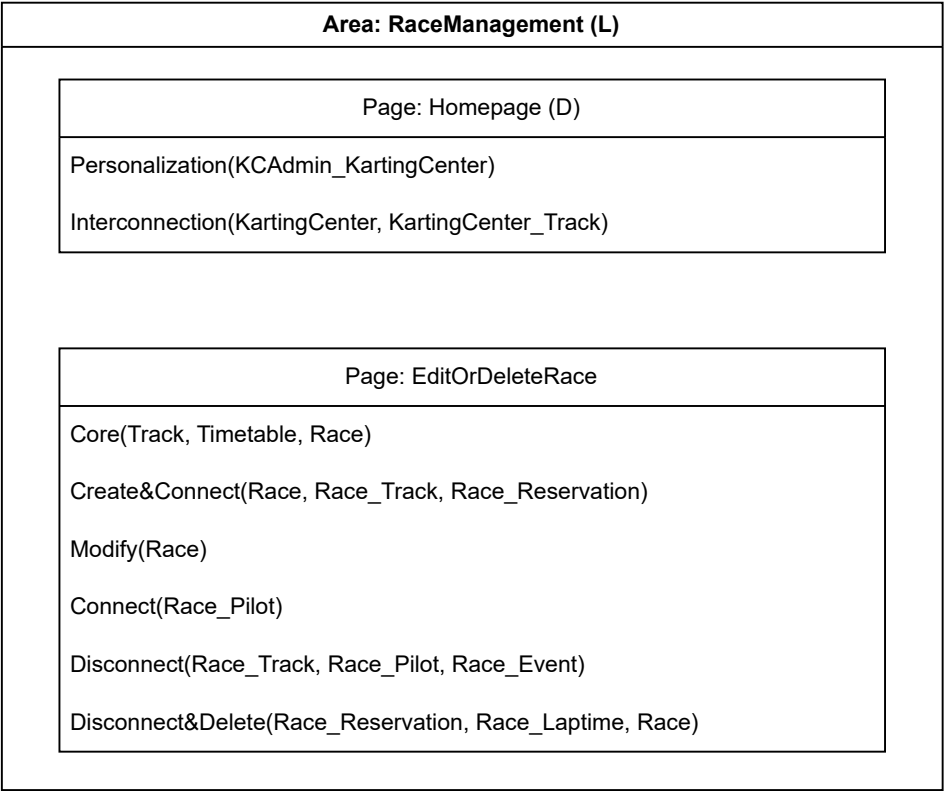 Area: RaceManagement (L)
Page: Homepage (D)
Personalization(KCAdmin_KartingCenter)
Interconnection(KartingCenter, KartingCenter_Track)
Page: EditOrDeleteRace
Core(Track, Timetable, Race)
Create&Connect(Race, Race_Track, Race_Reservation)
Modify(Race)
Connect(Race_Pilot)
Disconnect(Race_Track, Race_Pilot, Race_Event)
Disconnect&Delete(Race_Reservation, Race_Laptime, Race)